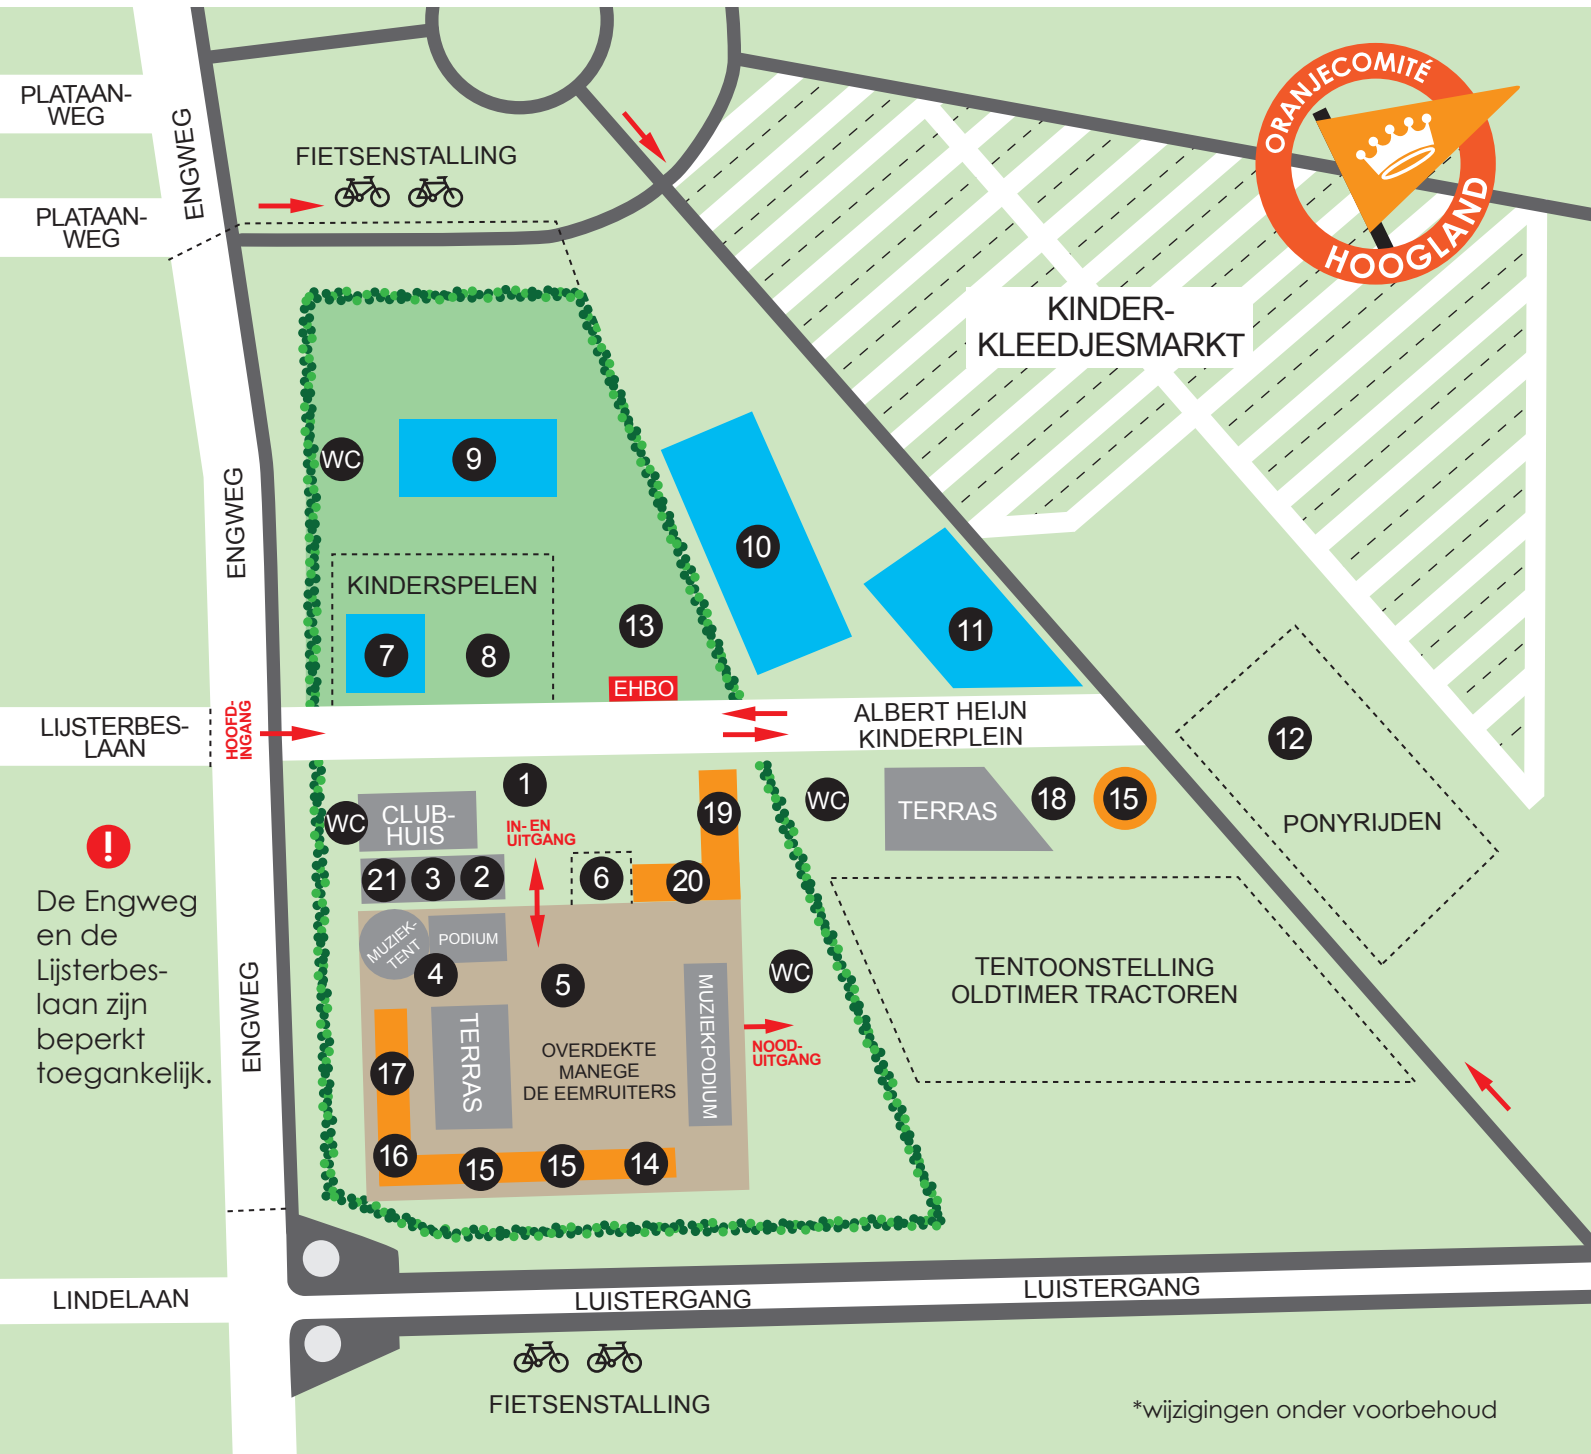 ORANJECOMITÉ
HOOGLAND
PLATAAN-
WEG
ENGWEG
FIETSENSTALLING
PLATAAN-
WEG
KINDER-
KLEEDJESMARKT
WC
9
ENGWEG
10
KINDERSPELEN
7
8
13
11
EHBO
LIJSTERBES-
LAAN
HOOFD-
INGANG
ALBERT HEIJN
KINDERPLEIN
12
PONYRIJDEN
1
WC
CLUB-
HUIS
IN- EN
UITGANG
19
WC
TERRAS
18
15
21
3
2
6
20
!
De Engweg
en de
Lijsterbes-
laan zijn
beperkt
toegankelijk.
ENGWEG
MUZIEK-
TENT
PODIUM
4
5
WC
TENTOONSTELLING
OLDTIMER TRACTOREN
MUZIEKPODIUM
NOOD-
UITGANG
TERRAS
OVERDEKTE
MANEGE
DE EEMRUITERS
17
16
15
15
14
LINDELAAN
LUISTERGANG
LUISTERGANG
FIETSENSTALLING
*wijzigingen onder voorbehoud